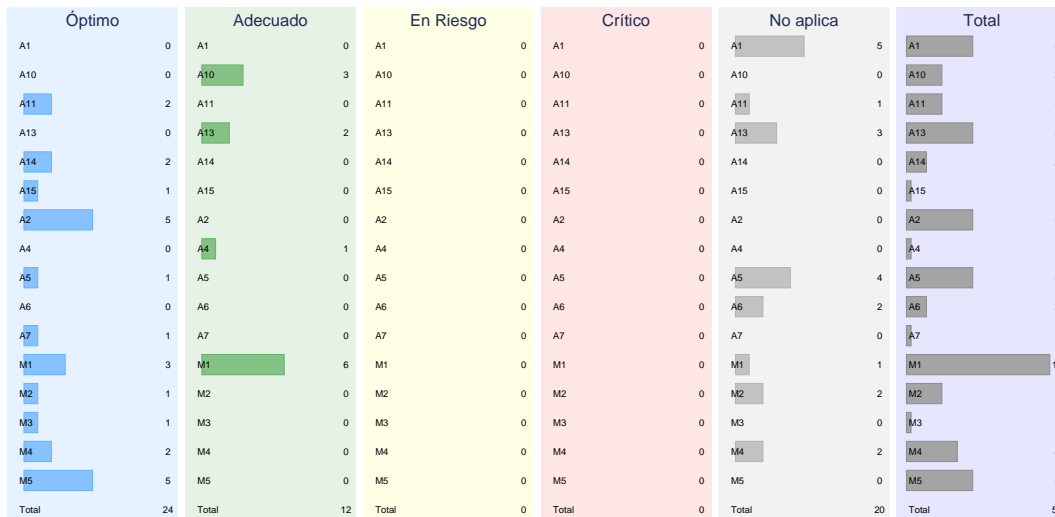 Óptimo Adecuado En Riesgo Crítico No aplica Total
A1 0 A1 0 A1 0 A1 0 A1 5 A1
A10 0 A10 3 A10 0 A10 0 A10 0 A10
A11 2 A11 0 A11 0 A11 0 A11 1 A11
A13 0 A13 2 A13 0 A13 0 A13 3 A13
A14 2 A14 0 A14 0 A14 0 A14 0 A14
A15 1 A15 0 A15 0 A15 0 A15 0 A15
A2 5 A2 0 A2 0 A2 0 A2 0 A2
A4 0 A4 1 A4 0 A4 0 A4 0 A4
A5 1 A5 0 A5 0 A5 0 A5 4 A5
A6 0 A6 0 A6 0 A6 0 A6 2 A6
A7 1 A7 0 A7 0 A7 0 A7 0 A7
M1 3 M1 6 M1 0 M1 0 M1 1 M1
M2 1 M2 0 M2 0 M2 0 M2 2 M2
M3 1 M3 0 M3 0 M3 0 M3 0 M3
M4 2 M4 0 M4 0 M4 0 M4 2 M4
M5 5 M5 0 M5 0 M5 0 M5 0 M5
Total 24 Total 12 Total 0 Total 0 Total 20 Total